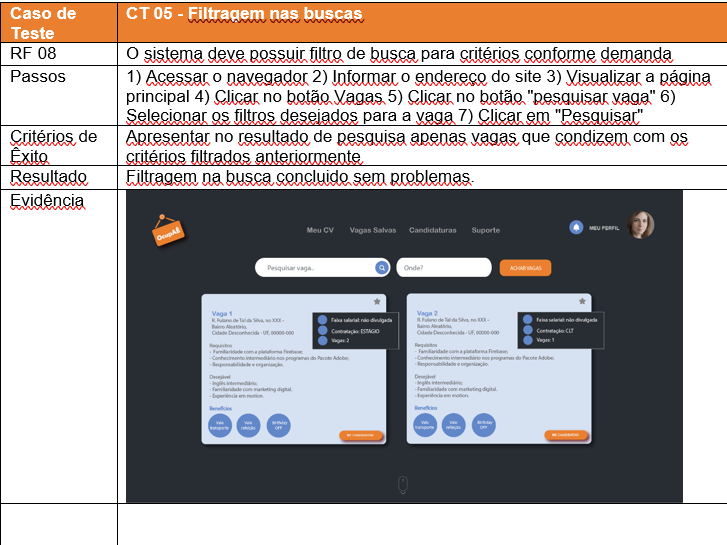 Caso de
Teste
CT 05 - Filtragem nas buscas
RF 08
O sistema deve possuir filtro de busca para critérios conforme demanda
Passos
1) Acessar o navegador 2) Informar o endereço do site 3) Visualizar a página
principal 4) Clicar no botão Vagas 5) Clicar no botão "pesquisar vaga" 6)
Selecionar os filtros desejados para a vaga 7) Clicar em "Pesquisar"
Critérios de
Êxito
Apresentar no resultado de pesquisa apenas vagas que condizem com os
critérios filtrados anteriormente
Resultado
Filtragem na busca concluido sem problemas.
Evidência
OcupAÊ
Meu CV
Vagas Salvas
Candidaturas
Suporte
MEU PERFIL
Pesquisar vaga..
Onde?
ACHAR VAGAS
Vaga 1
R. Fulano de Tal da Silva, no XXX -
Bairro Aleatório,
Cidade Desconhecida - UF, 00000-000
Faixa salarial: não divulgada
Contratação: ESTÁGIO
Vagas: 2
Requisitos
- Familiaridade com a plataforma Firebase;
- Conhecimento intermediário nos programas do Pacote Adobe;
- Responsabilidade e organização.
Desejável
- Inglês intermediário;
- Familiaridade com marketing digital.
- Experiência em motion.
Benefícios
Vale
transporte
Vale
refeição
Birthday
OFF
ME CANDIDATAR
Vaga 2
R. Fulano de Tal da Silva, no XXX -
Bairro Aleatório,
Cidade Desconhecida - UF, 00000-000
Faixa salarial: não divulgada
Contratação: CLT
Vagas: 1
Requisitos
- Familiaridade com a plataforma Firebase;
- Conhecimento intermediário nos programas do Pacote Adobe;
- Responsabilidade e organização.
Desejável
- Inglês intermediário;
- Familiaridade com marketing digital.
- Experiência em motion.
Benefícios
Vale
transporte
Vale
refeição
Birthday
OFF
ME CANDIDATAR